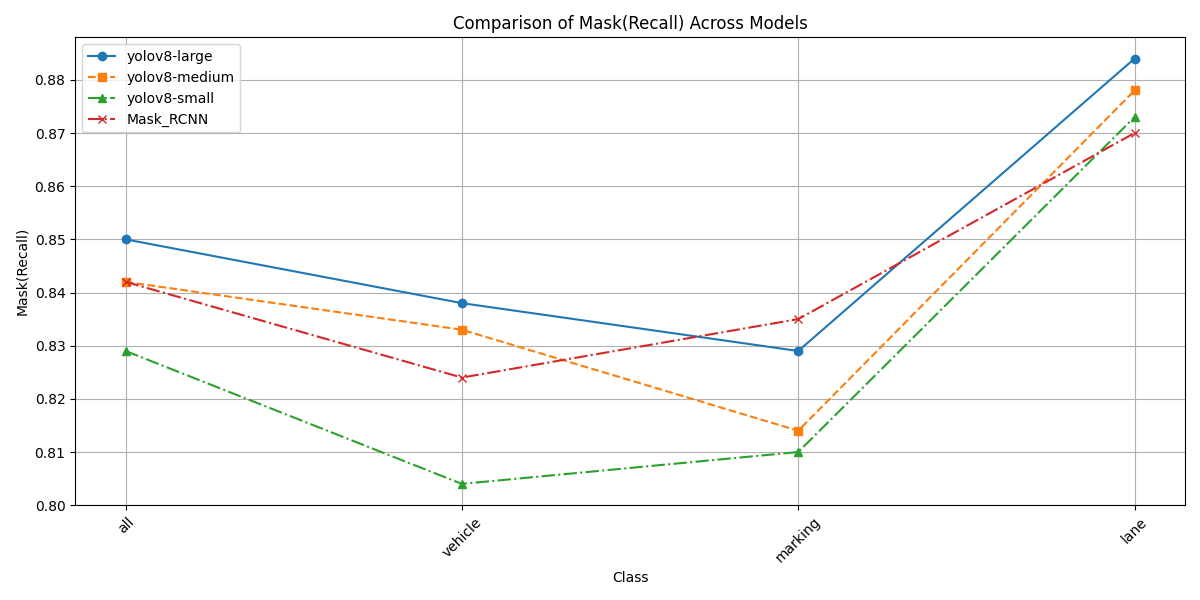 Comparison of Mask(Recall) Across Models
yolov8-large
yolov8-medium
yolov8-small
Mask_RCNN
Mask(Recall)
0.88
0.87
0.86
0.85
0.84
0.83
0.82
0.81
0.80
all
vehicle
marking
lane
Class